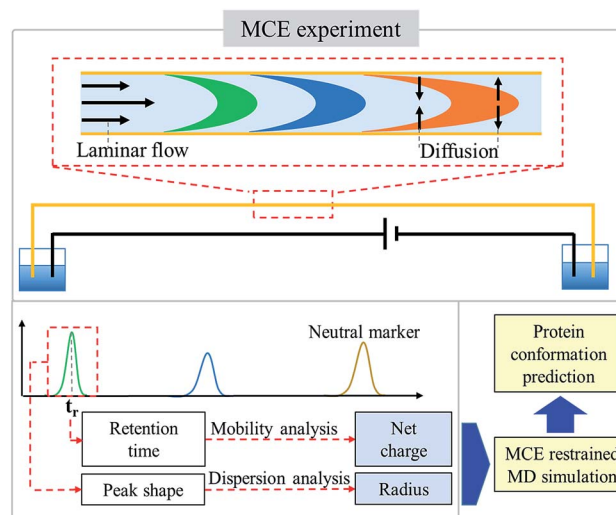 MCE experiment
Laminar flow
Diffusion
Neutral marker
t_r
Retention
time
Mobility analysis
Net
charge
Peak shape
Dispersion analysis
Radius
Protein
conformation
prediction
MCE restrained
MD simulation